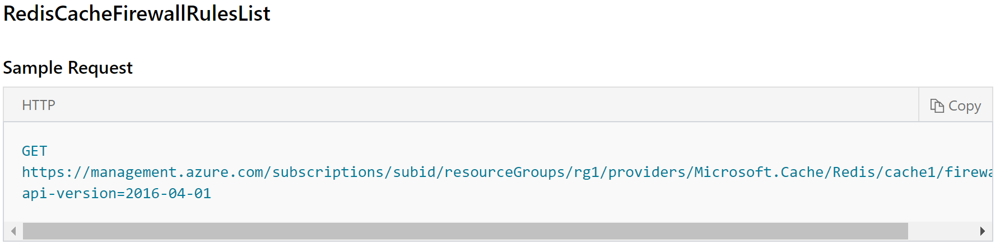 RedisCacheFirewallRulesList
Sample Request
HTTP
Copy
GET
https://management.azure.com/subscriptions/subid/resourceGroups/rg1/providers/Microsoft.Cache/Redis/cache1/firewa
api-version=2016-04-01